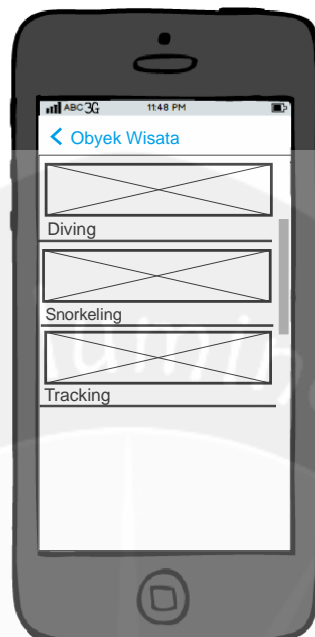 ABC 3G 11:48 PM
Obyek Wisata
Diving
Snorkeling
Tracking